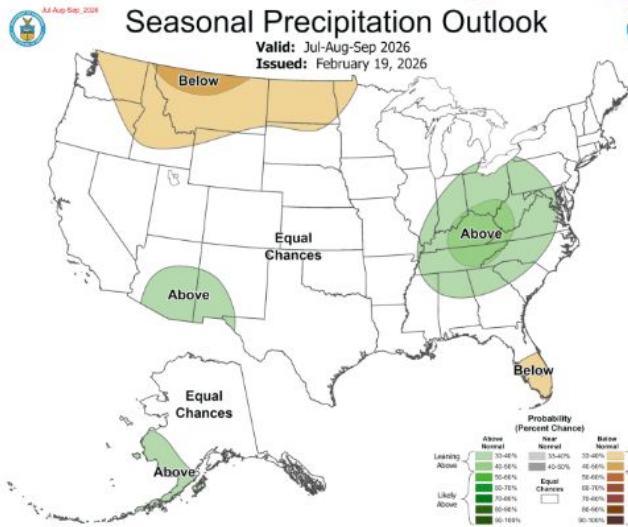 Jul-Aug-Sep_2026
Seasonal Precipitation Outlook
Valid: Jul-Aug-Sep 2026
Issued: February 19, 2026
Below
Above
Equal
Chances
Above
Below
Equal
Chances
Above
Probability
(Percent Chance)
Above
Normal
Near
Normal
Below
Normal
Leaning
Above
33-40%
33-40%
33-40%
40-50%
40-50%
40-50%
50-60%
50-60%
Likely
Above
60-70%
Equal
Chances
60-70%
70-80%
70-80%
80-90%
80-90%
90-100%
90-100%